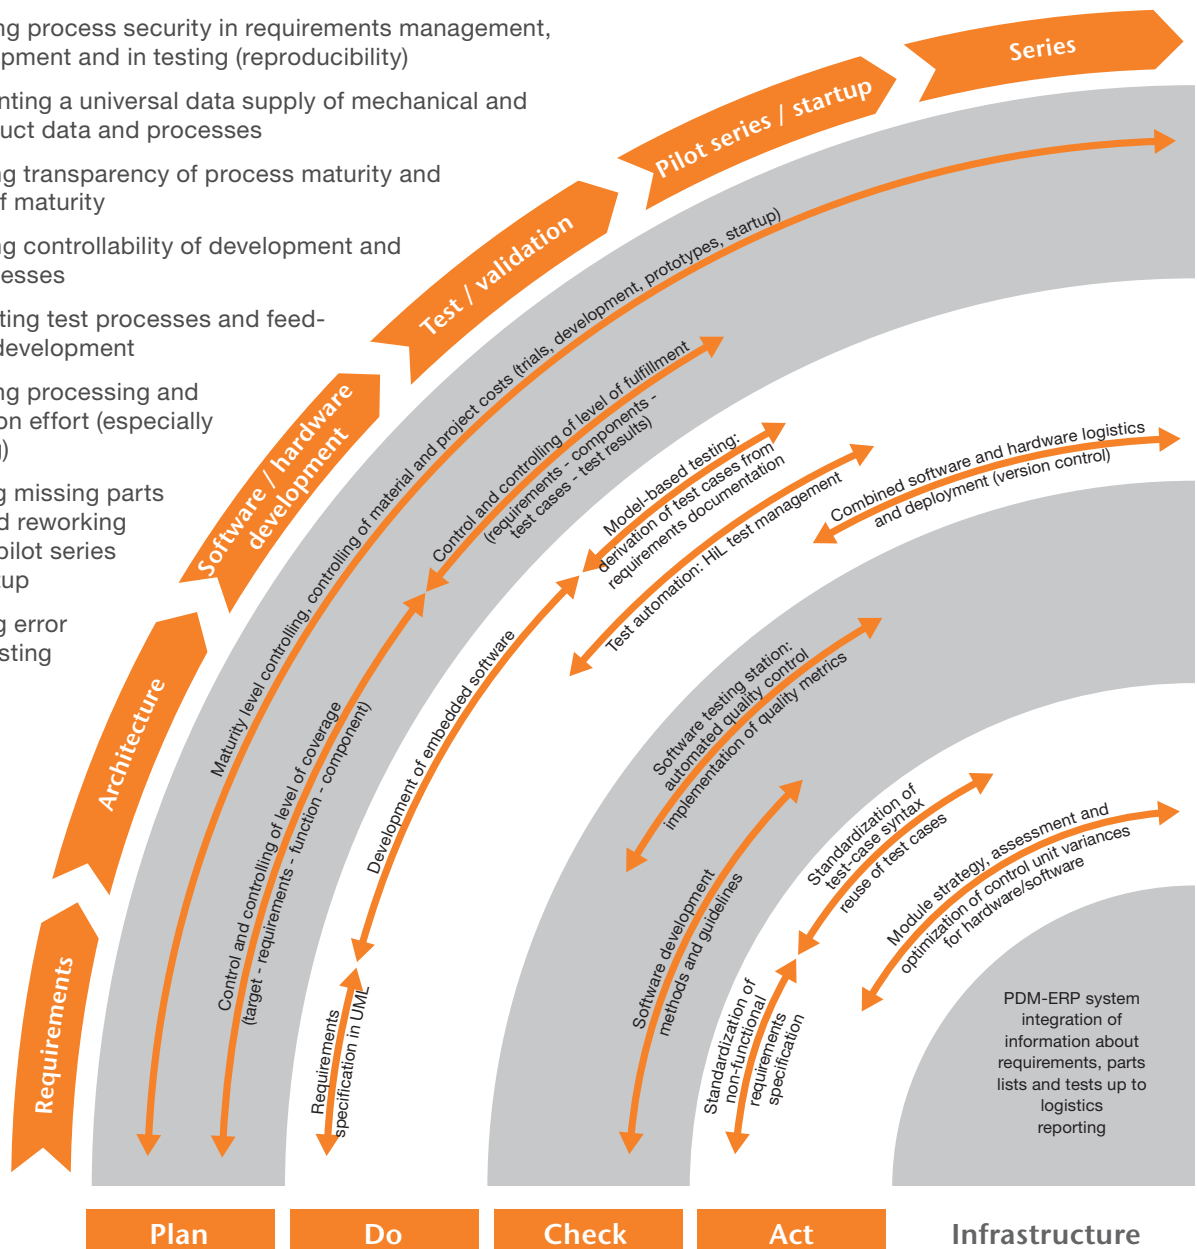 ng process security in requirements management,
pment and in testing (reproducibility)
nting a universal data supply of mechanical and
uct data and processes
ng transparency of process maturity and
f maturity
ng controllability of development and
esses
ting test processes and feed-
development
ng processing and
on effort (especially
g)
g missing parts
d reworking
pilot series
tup
g error
sting
Requirements
Architecture
Software / hardware
development
Test / validation
Pilot series / startup
Series
Maturity level controlling, controlling of material and project costs (trials, development, prototypes, startup)
Control and controlling of level of coverage
(target - requirements - function - component)
Control and controlling of level of fulfillment
(requirements - components -
test cases - test results)
Requirements
specification in UML
Development of embedded software
Model-based testing:
derivation of test cases from
requirements documentation
Test automation: HiL test management
Combined software and hardware logistics
and deployment (version control)
Software testing station:
automated quality control
implementation of quality metrics
Software development
methods and guidelines
Standardization of
non-functional
requirements
specification
Standardization of
test-case syntax
reuse of test cases
Module strategy, assessment and
optimization of control unit variances
for hardware/software
PDM-ERP system
integration of
information about
requirements, parts
lists and tests up to
logistics
reporting
Plan
Do
Check
Act
Infrastructure